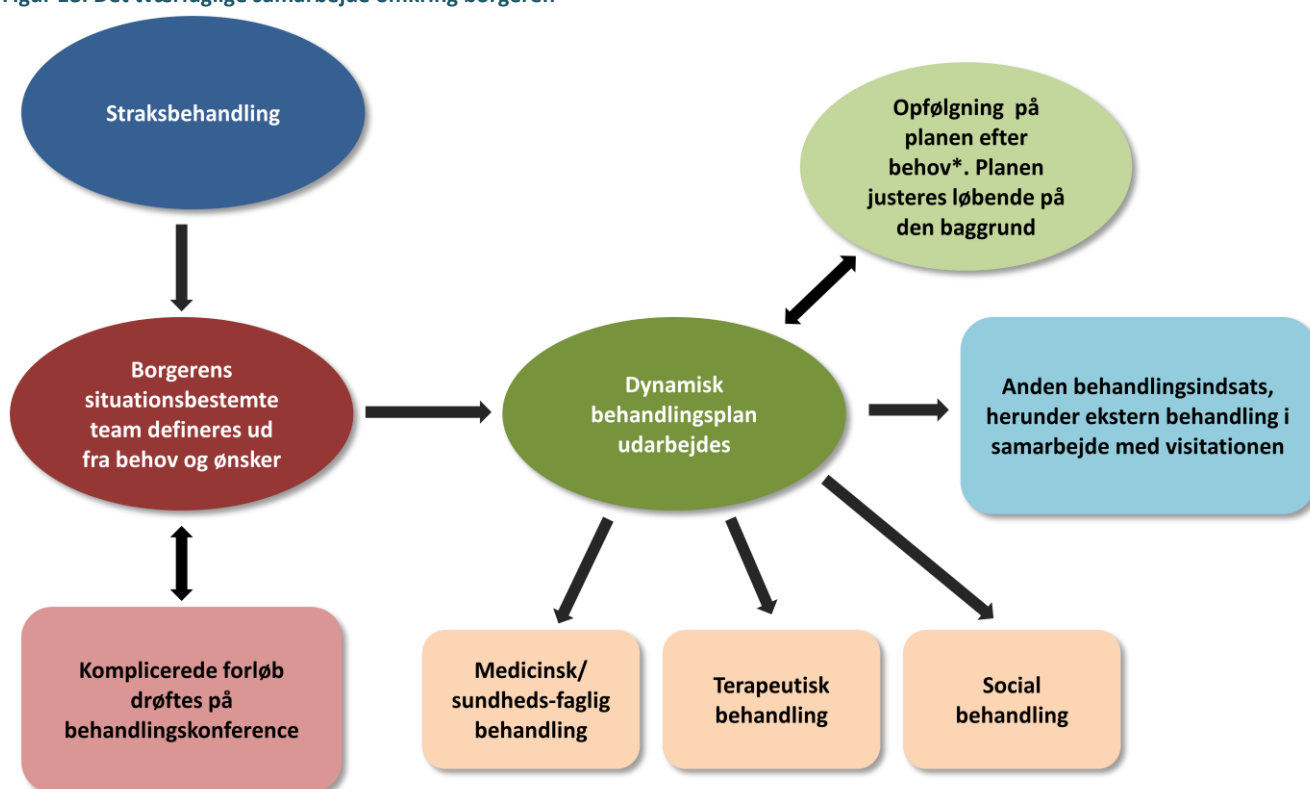 Straksbehandling
Opfølgning på
planen efter
behov*. Planen
justeres løbende på
den baggrund
Borgerens
situationsbestemte
team defineres ud
fra behov og ønsker
Dynamisk
behandlingsplan
udarbejdes
Anden behandlingsindsats,
herunder ekstern behandling i
samarbejde med visitationen
Komplicerede forløb
drøftes på
behandlingskonference
Medicinsk/
sundheds-faglig
behandling
Terapeutisk
behandling
Social
behandling